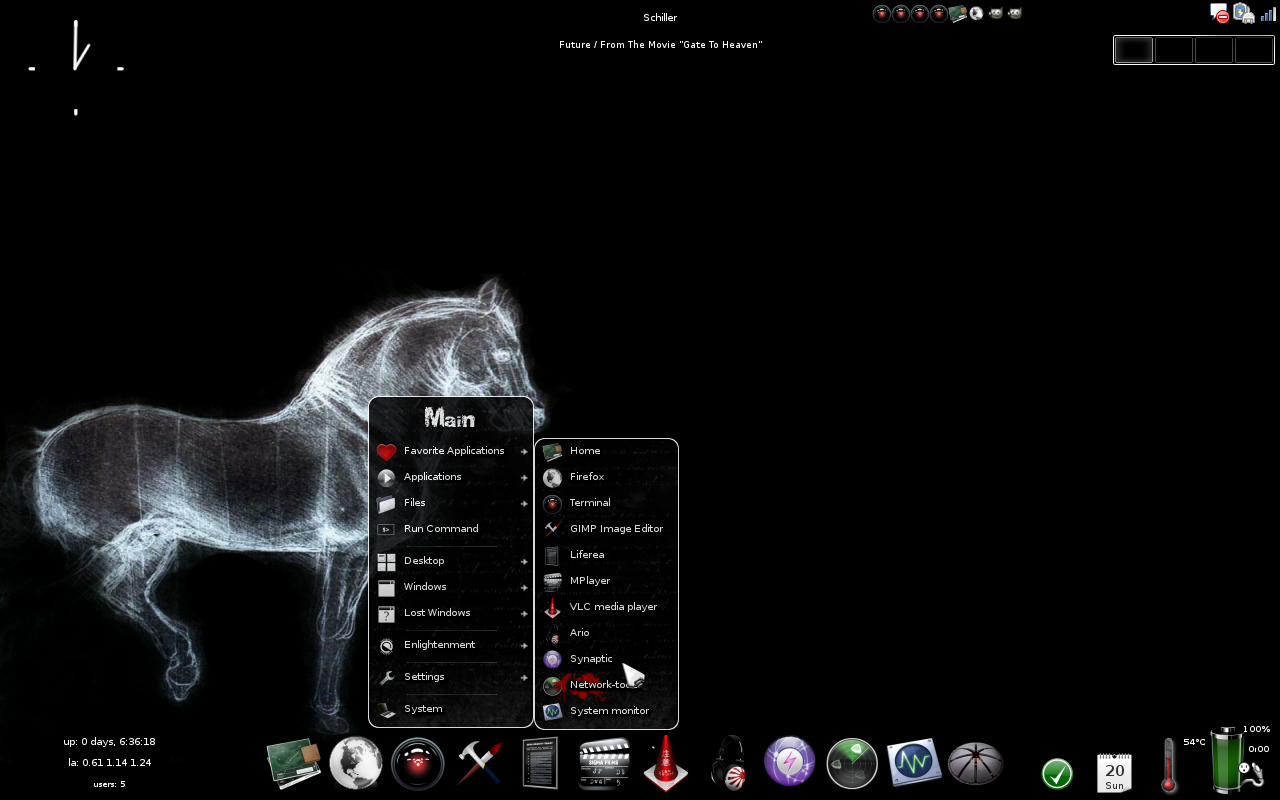 Schiller
Future / From The Movie "Gate To Heaven"
Main
Favorite Applications
Applications
Files
Run Command
Desktop
Windows
Lost Windows
Enlightenment
Settings
System
Home
Firefox
Terminal
GIMP Image Editor
Liferea
MPlayer
VLC media player
Ario
Synaptic
Network-too
System monitor
up: 0 days, 6:36:18
la: 0.61 1.14 1.24
users: 5
SIGMA FILMS
20
Sun
54°C
100%
0:00